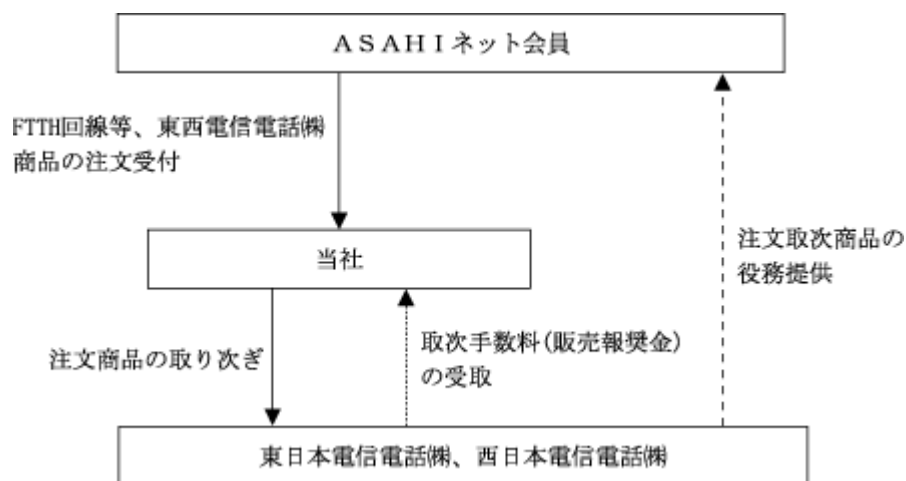 ＡＳＡＨＩネット会員
FTTH回線等、東西電信電話㈱
商品の注文受付
注文取次商品の
役務提供
当社
注文商品の取り次ぎ
取次手数料(販売報奨金)
の受取
東日本電信電話㈱、西日本電信電話㈱